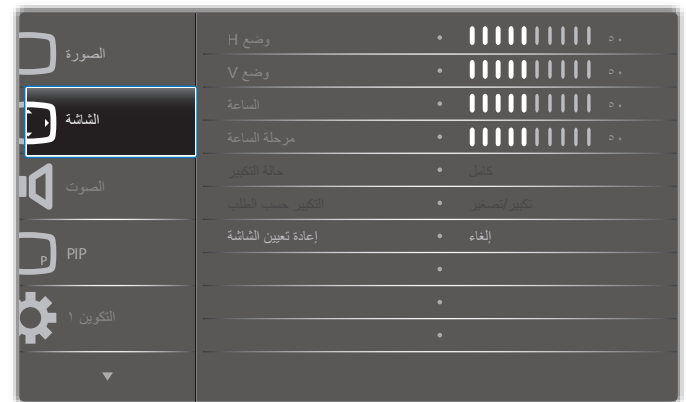 الصورة
الشاشة
الصوت
PIP
P
التكوين ١
وضع H • ٥٠
وضع V • ٥٠
الساعة • ٥٠
مرحلة الساعة • ٥٠
حالة التكبير • كامل
التكبير حسب الطلب • تكبير/تصغير
إعادة تعيين الشاشة • إلغاء